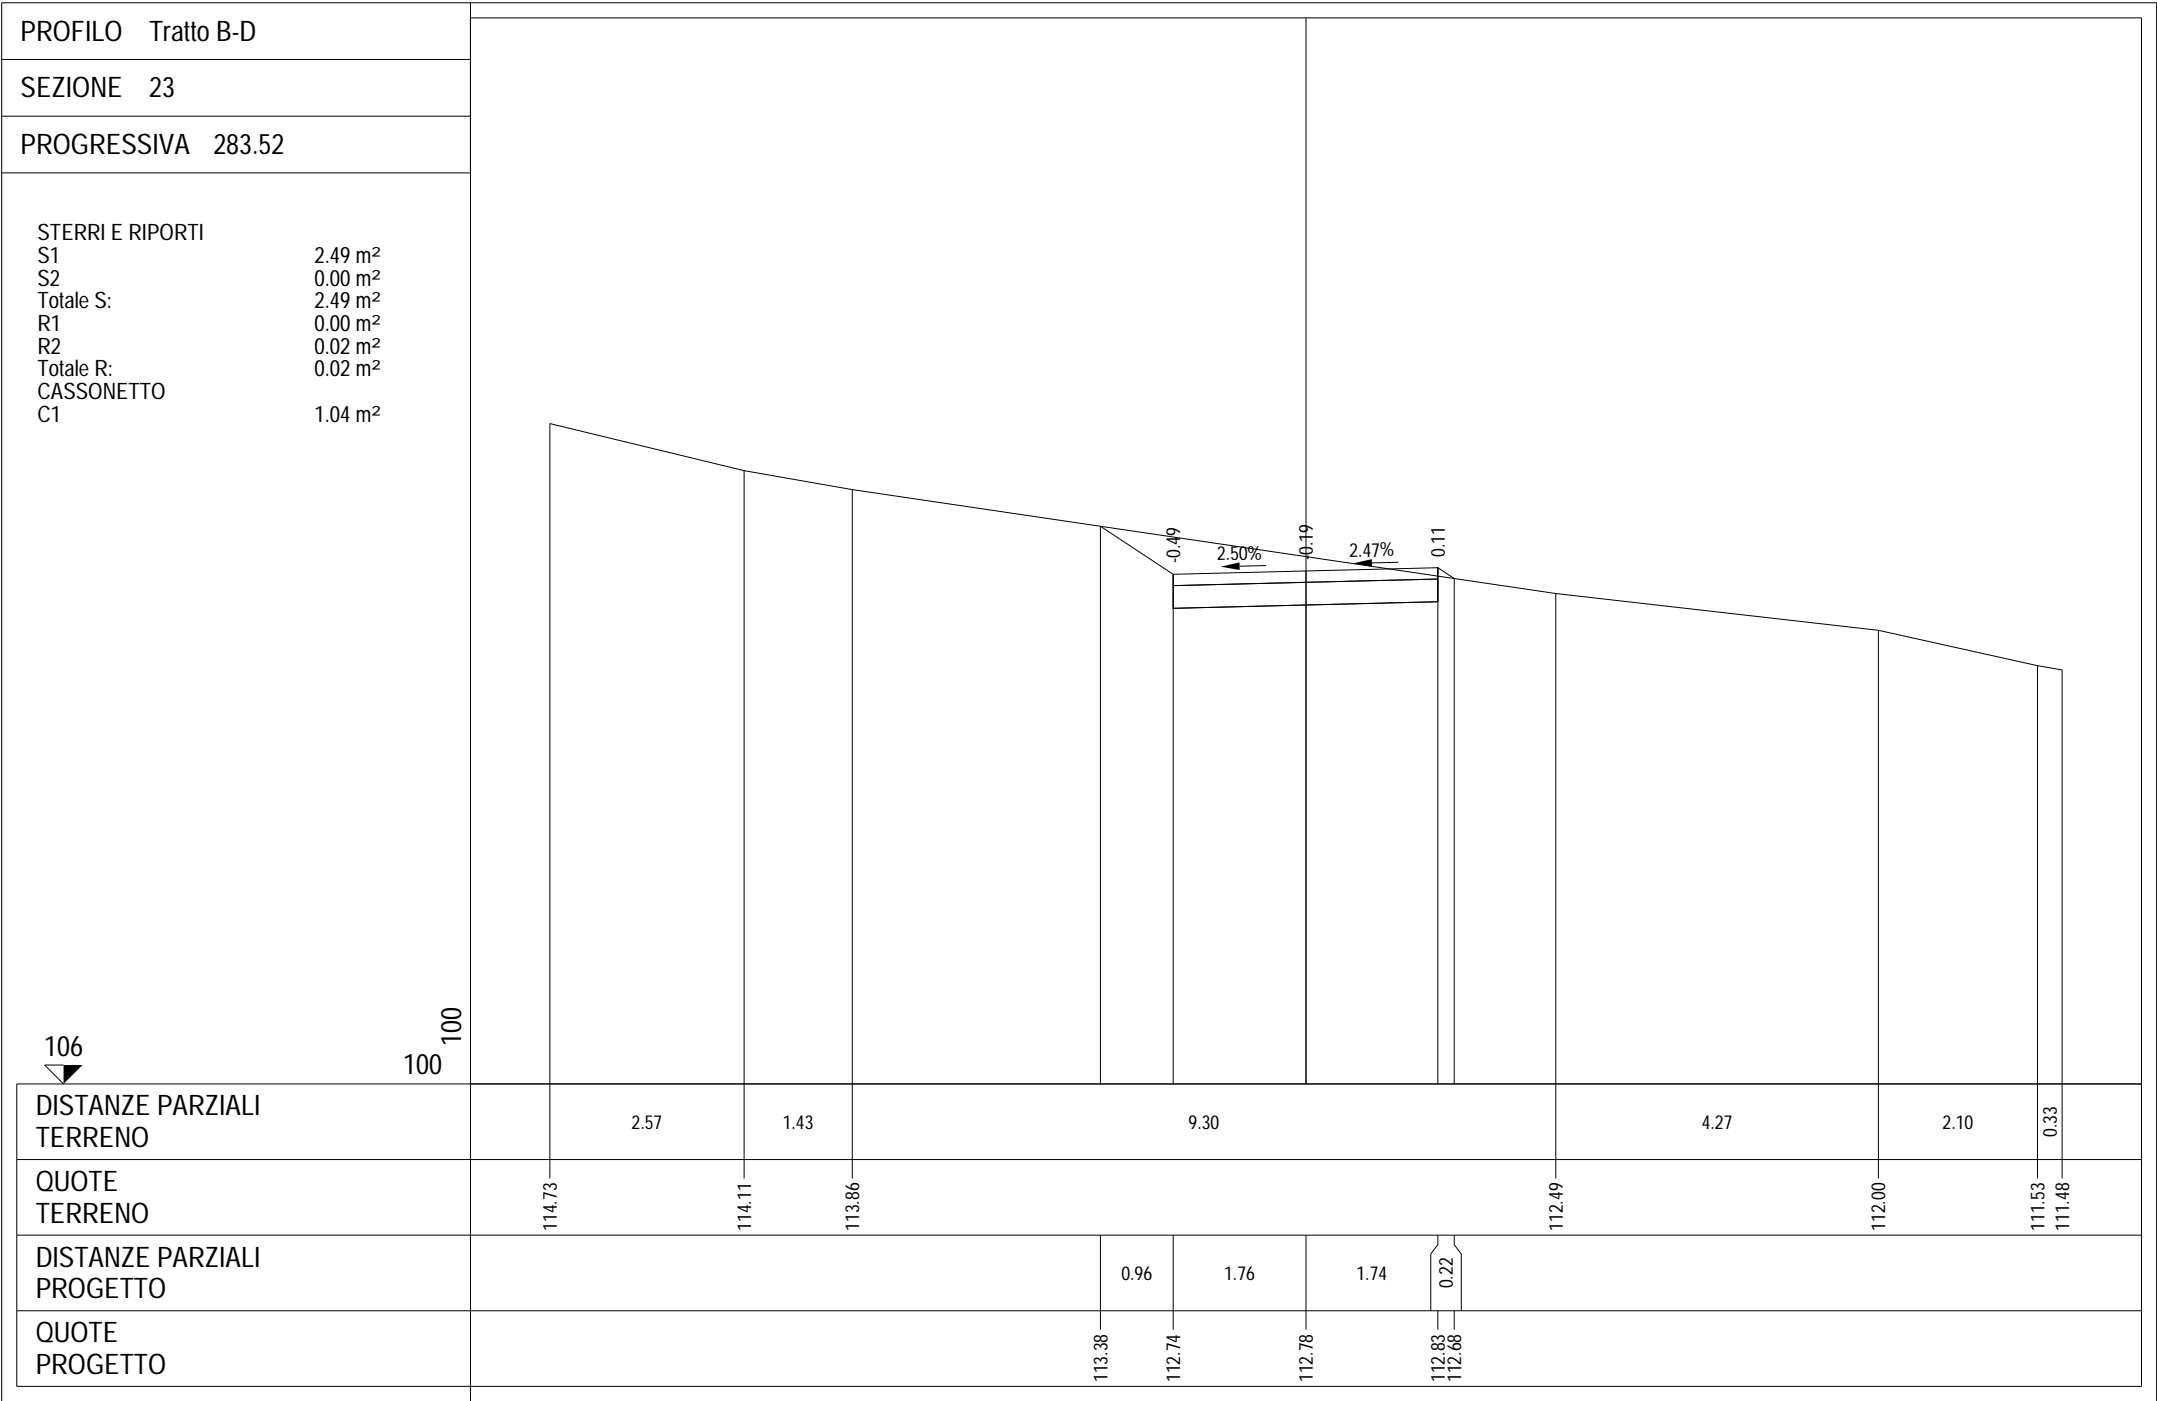 PROFILO Tratto B-D
SEZIONE 23
PROGRESSIVA 283.52
STERRI E RIPORTI
S1 2.49 m²
S2 0.00 m²
Totale S: 2.49 m²
R1 0.00 m²
R2 0.02 m²
Totale R: 0.02 m²
CASSONETTO
C1 1.04 m²
-0.49
2.50%
-0.19
2.47%
0.11
106
100
100
DISTANZE PARZIALI
TERRENO
2.57 1.43 9.30 4.27 2.10 0.33
QUOTE
TERRENO
114.73 114.11 113.86 112.49 112.00 111.53 111.48
DISTANZE PARZIALI
PROGETTO
0.96 1.76 1.74 0.22
QUOTE
PROGETTO
113.38 112.74 112.78 112.83 112.68